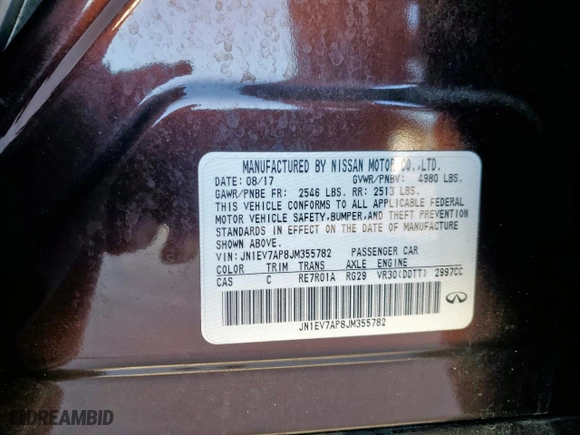 MANUFACTURED BY NISSAN MOTOR CO.,LTD.
DATE: 08/17 GVWR/PNBV: 4980 LBS.
GAWR/PNBE FR: 2546 LBS. RR: 2513 LBS.
THIS VEHICLE CONFORMS TO ALL APPLICABLE FEDERAL
MOTOR VEHICLE SAFETY,BUMPER,AND THEFT PREVENTION
STANDARDS IN EFFECT ON THE DATE OF MANUFACTURE
SHOWN ABOVE.
VIN: JN1EV7AP8JM355782 PASSENGER CAR
COLOR TRIM TRANS AXLE ENGINE
CAS C RE7R01A RG29 VR30(DDTT) 2997CC
JN1EV7AP8JM355782
DREAMBID